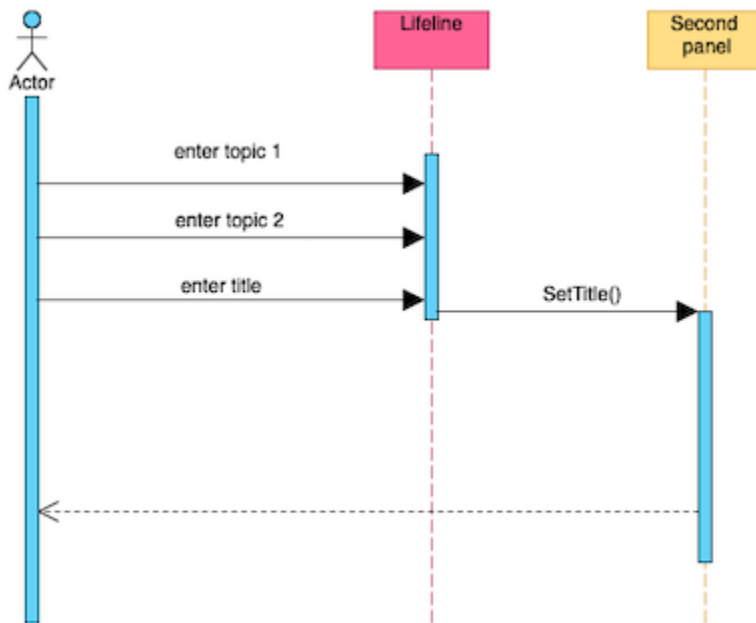 Lifeline
Second
panel
Actor
enter topic 1
enter topic 2
enter title
SetTitle()